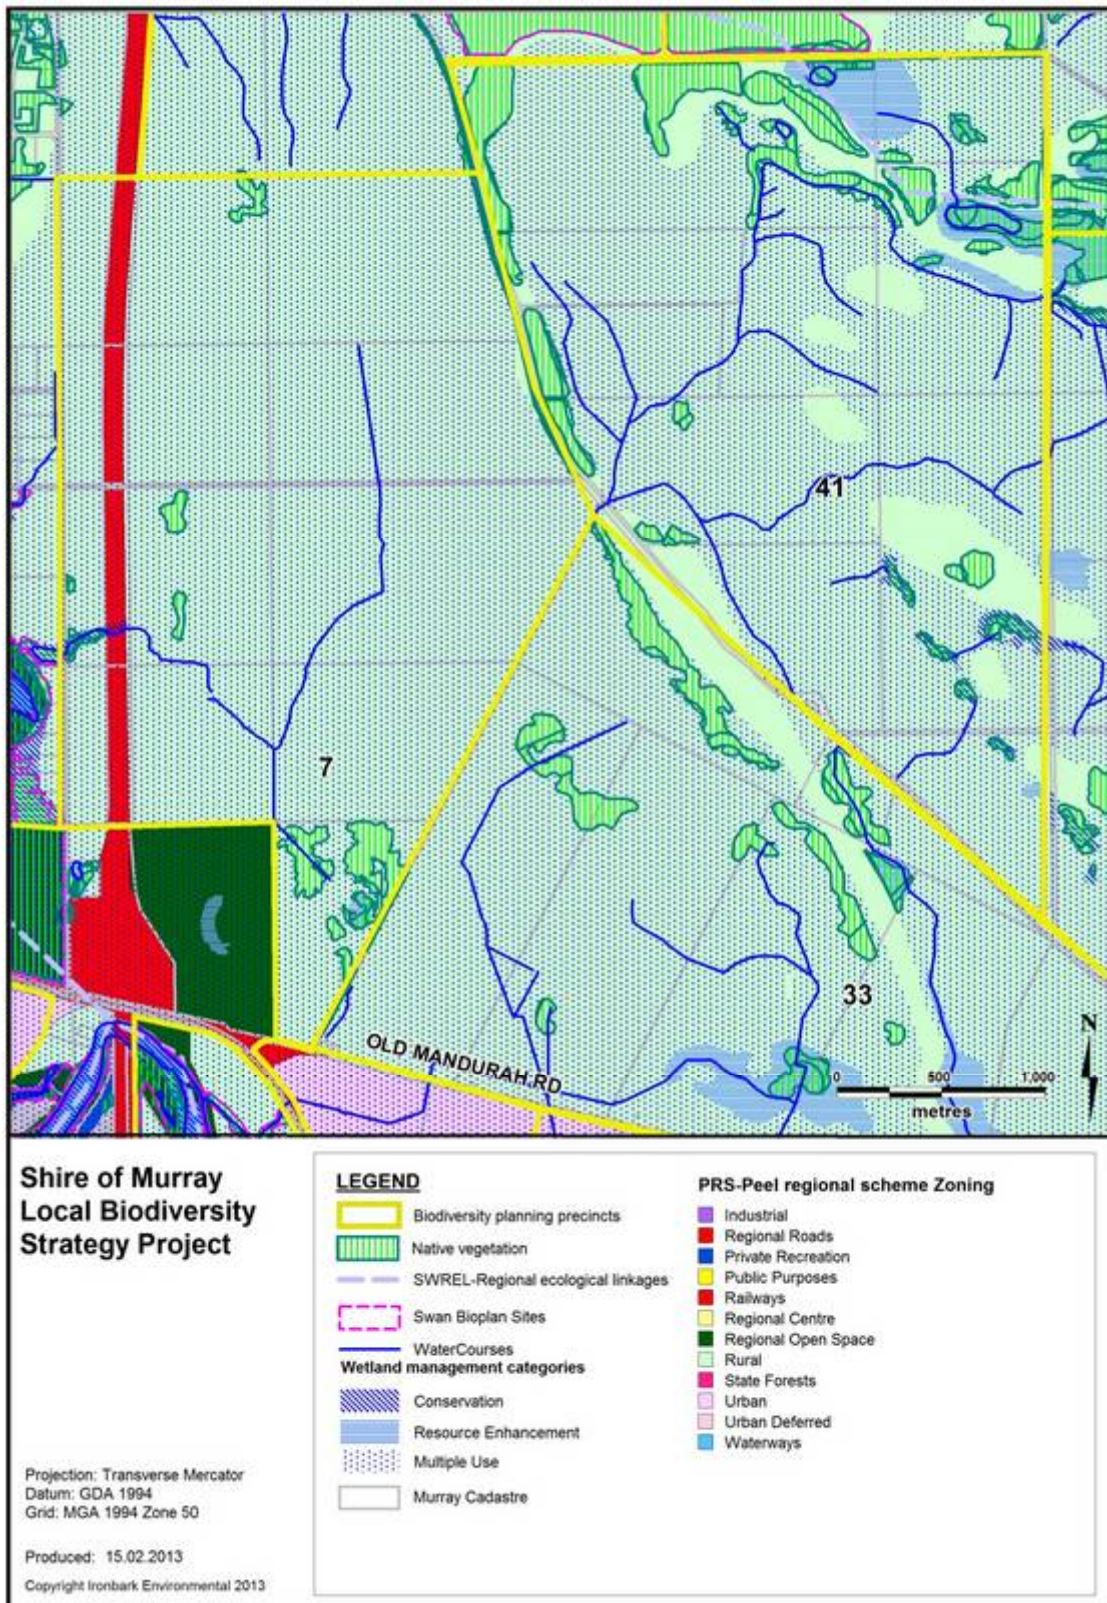 41
7
33
OLD MANDURAH RD
N
0 500 1,000
metres
Shire of Murray
Local Biodiversity
Strategy Project
Projection: Transverse Mercator
Datum: GDA 1994
Grid: MGA 1994 Zone 50
Produced: 15.02.2013
Copyright Ironbark Environmental 2013
LEGEND
Biodiversity planning precincts
Native vegetation
SWREL-Regional ecological linkages
Swan Bioplan Sites
WaterCourses
Wetland management categories
Conservation
Resource Enhancement
Multiple Use
Murray Cadastre
PRS-Peel regional scheme Zoning
Industrial
Regional Roads
Private Recreation
Public Purposes
Railways
Regional Centre
Regional Open Space
Rural
State Forests
Urban
Urban Deferred
Waterways